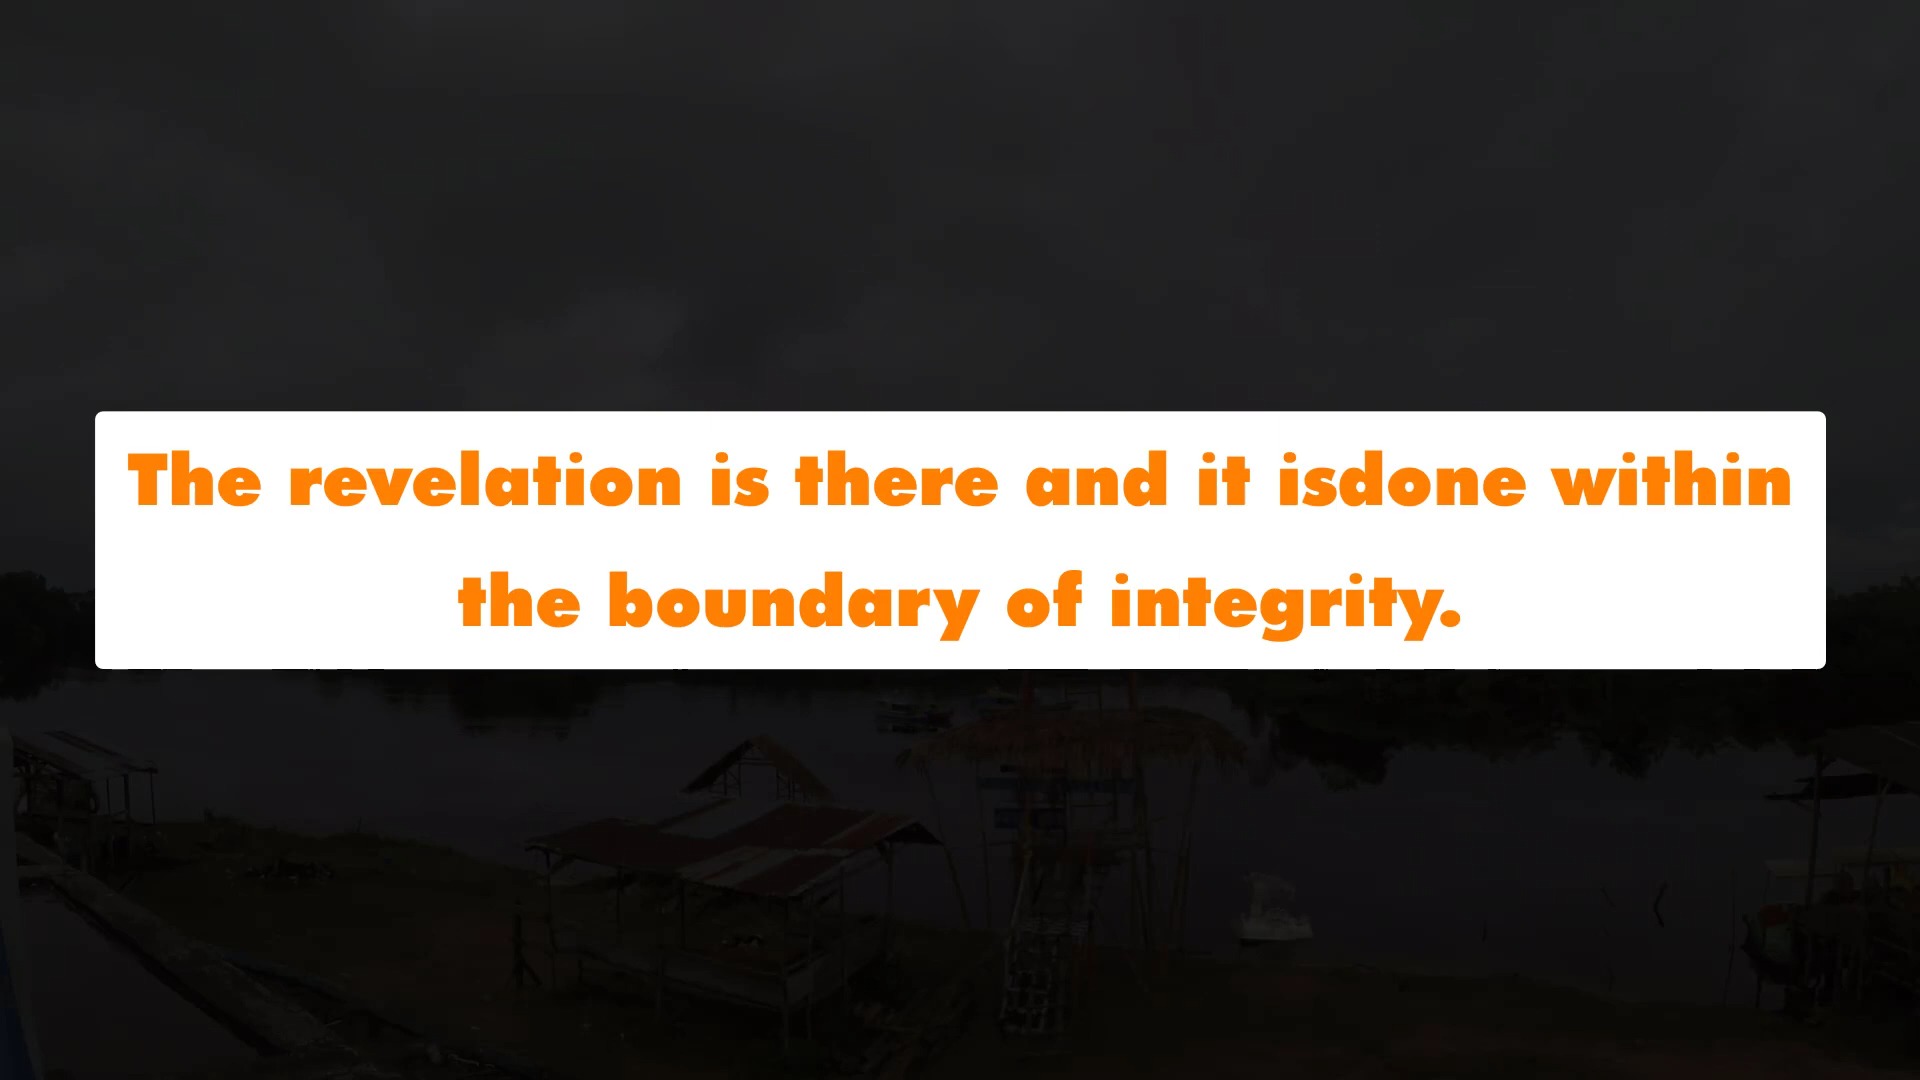 The revelation is there and it isdone within
the boundary of integrity.